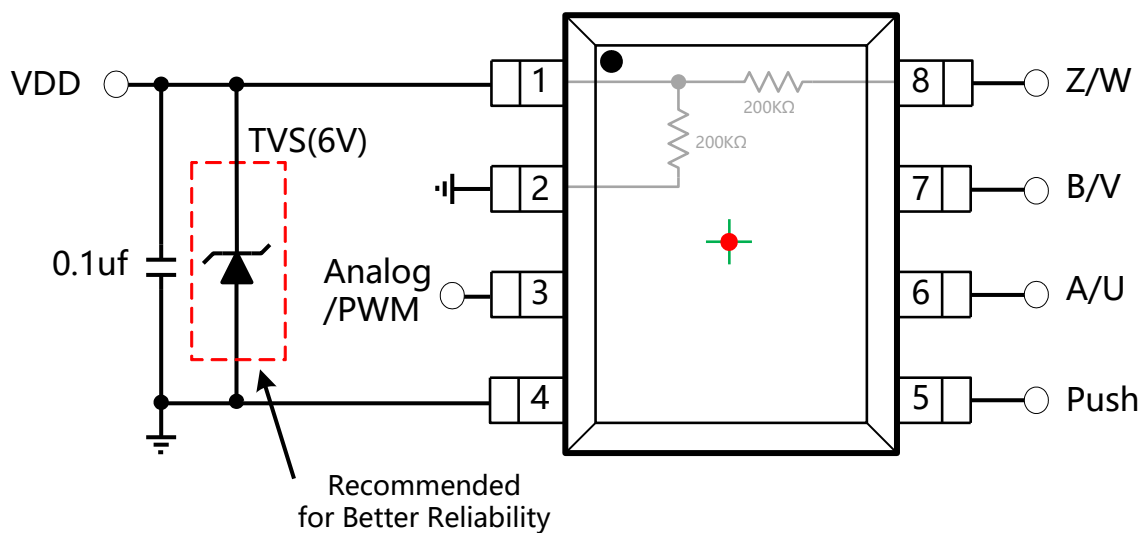 VDD
TVS(6V)
0.1uf
Analog
/PWM
Recommended
for Better Reliability
1
2
3
4
200KΩ
200KΩ
8
7
6
5
Z/W
B/V
A/U
Push